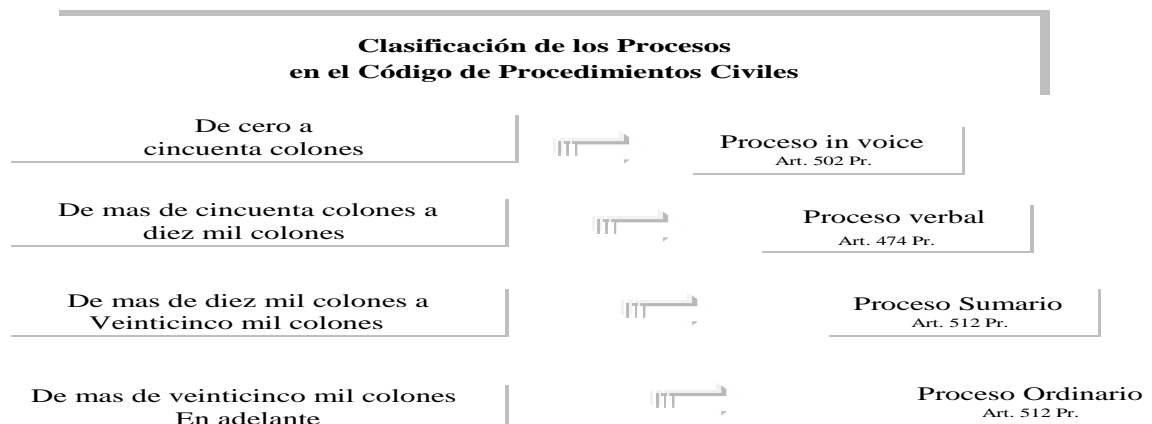 Clasificación de los Procesos
en el Código de Procedimientos Civiles
De cero a
cincuenta colones
Proceso in voice
Art. 502 Pr.
De mas de cincuenta colones a
diez mil colones
Proceso verbal
Art. 474 Pr.
De mas de diez mil colones a
Veinticinco mil colones
Proceso Sumario
Art. 512 Pr.
De mas de veinticinco mil colones
En adelante
Proceso Ordinario
Art. 512 Pr.